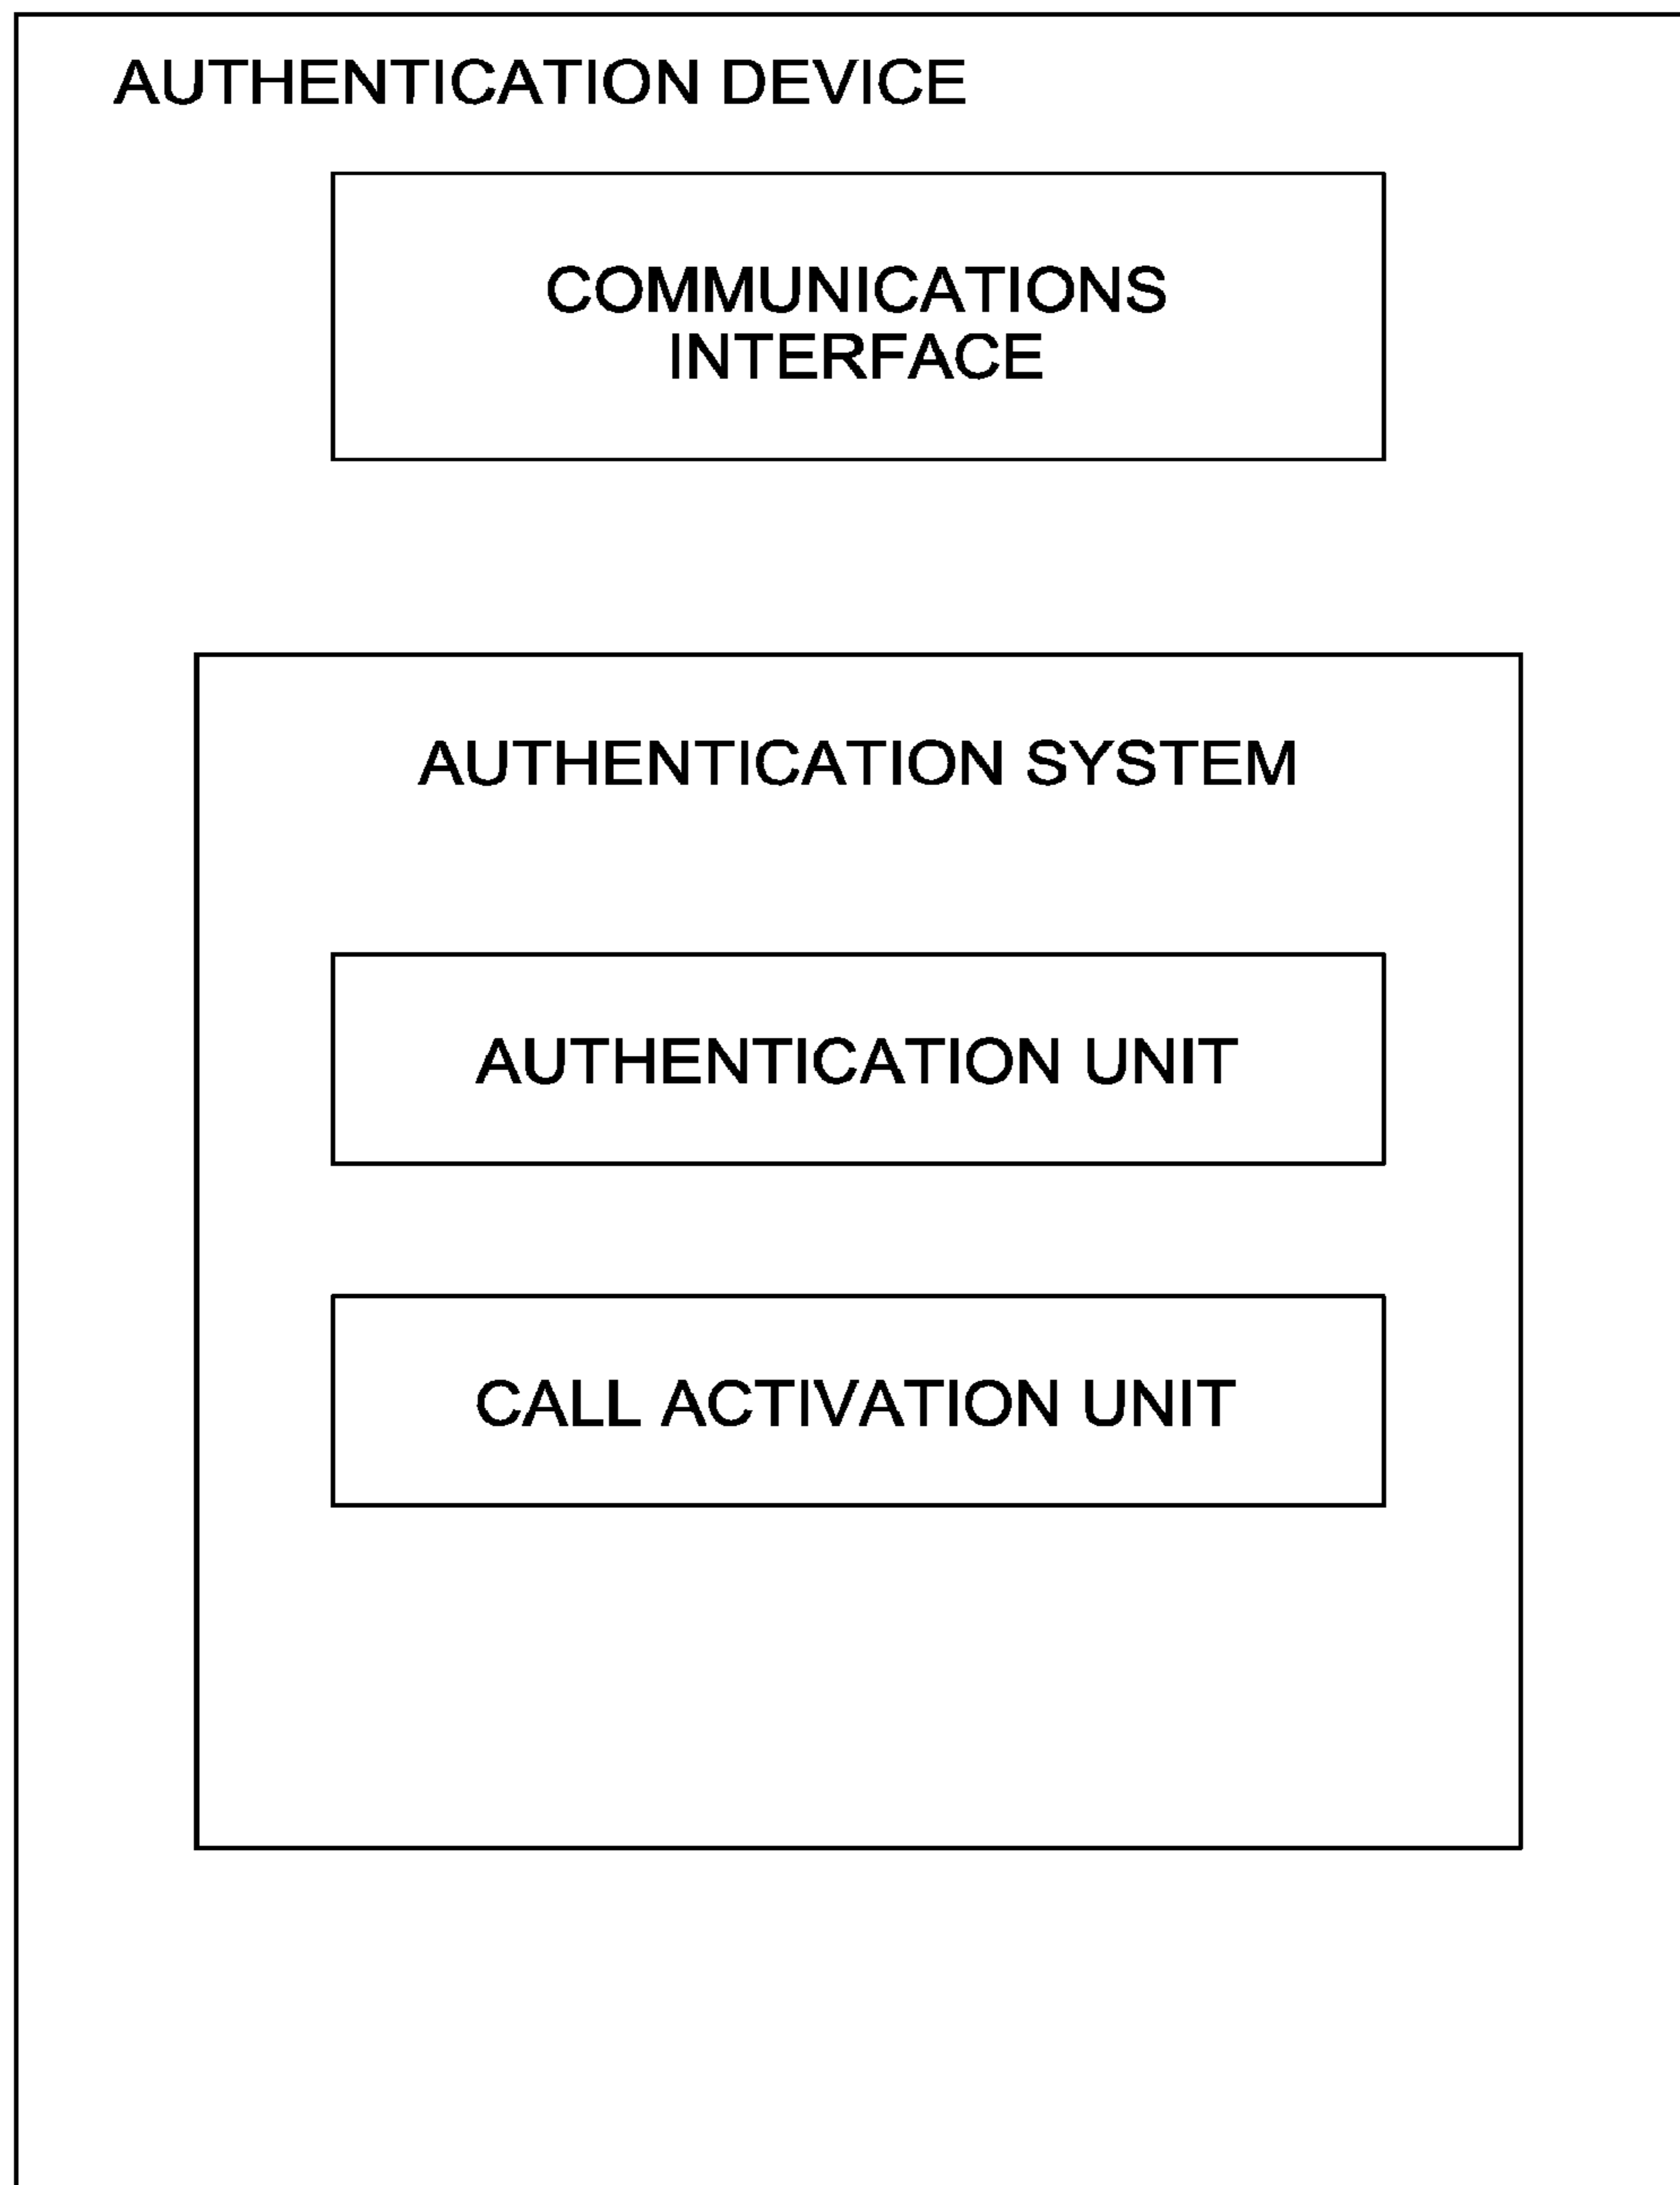 AUTHENTICATION DEVICE
COMMUNICATIONS
INTERFACE
AUTHENTICATION SYSTEM
AUTHENTICATION UNIT
CALL ACTIVATION UNIT